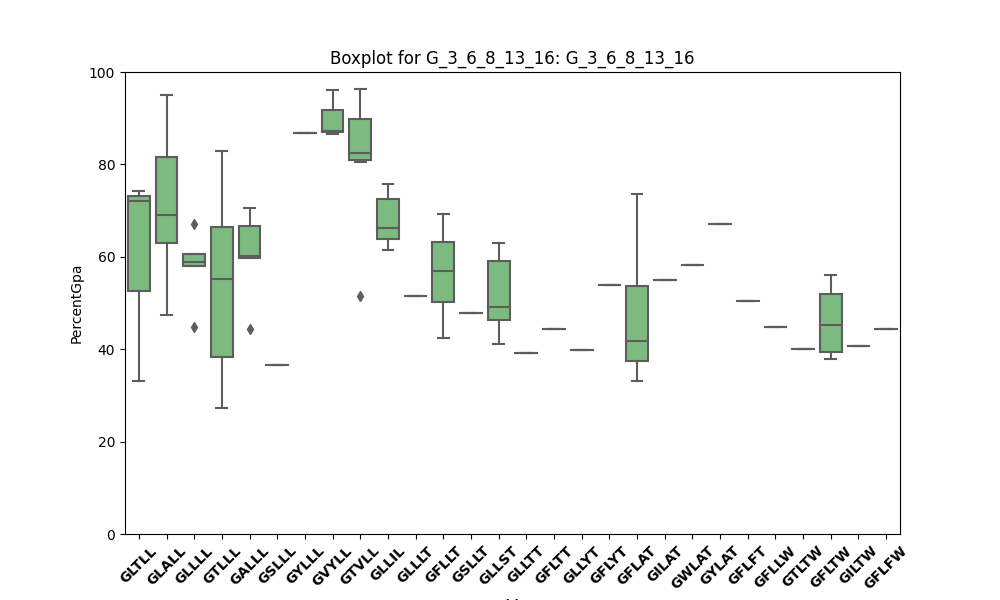 Boxplot for G_3_6_8_13_16: G_3_6_8_13_16
PercentGpa
100
80
60
40
20
0
GLTLL
GLALL
GLLLL
GTLLL
GALLL
GSLLL
GYLLL
GVYLL
GTVLL
GLLIL
GLLLT
GFLLT
GSLLT
GLLST
GLLTT
GFLTT
GLLYT
GFLYT
GFLAT
GILAT
GWLAT
GYLAT
GFLFT
GFLLW
GTLTW
GFLTW
GILTW
GFLFW